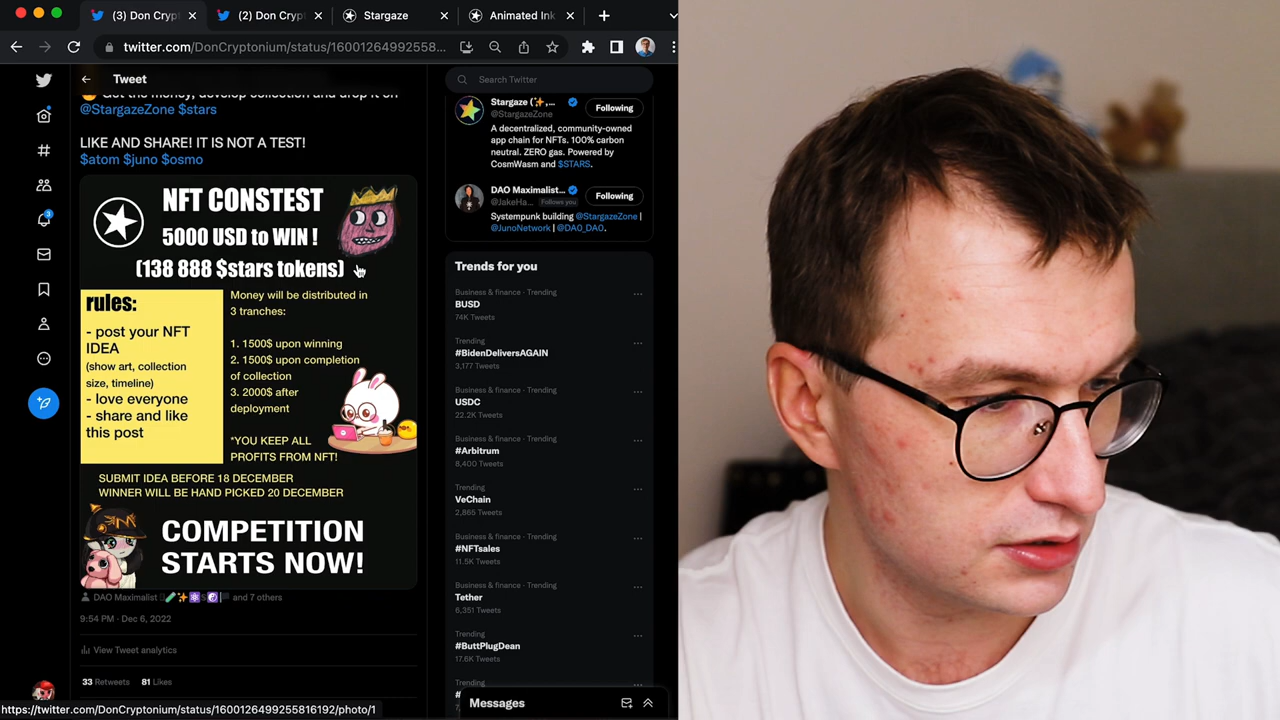 (3) Don Crypt
(2) Don Crypt
Stargaze
Animated Ink
twitter.com/DonCryptonium/status/16001264992558...
Tweet
Search Twitter
Get the money, develop collection and drop it on
@StargazeZone $stars
LIKE AND SHARE! IT IS NOT A TEST!
$atom $juno $osmo
NFT CONSTEST
5000 USD to WIN !
(138 888 $stars tokens)
rules:
- post your NFT
IDEA
(show art, collection
size, timeline)
- love everyone
- share and like
this post
Money will be distributed in
3 tranches:
1. 1500$ upon winning
2. 1500$ upon completion
of collection
3. 2000$ after
deployment
*YOU KEEP ALL
PROFITS FROM NFT!
SUBMIT IDEA BEFORE 18 DECEMBER
WINNER WILL BE HAND PICKED 20 DECEMBER
COMPETITION
STARTS NOW!
DAO Maximalist
and 7 others
9:54 PM · Dec 6, 2022
View Tweet analytics
33 Retweets 81 Likes
https://twitter.com/DonCryptonium/status/1600126499255816192/photo/1
Stargaze (✨,...
Following
@StargazeZone
A decentralized, community-owned
app chain for NFTs. 100% carbon
neutral. ZERO gas. Powered by
CosmWasm and $STARS.
DAO Maximalist...
Following
@JakeHa... Follows you
Systempunk building @StargazeZone |
@JunoNetwork | @DA0_DA0.
Trends for you
Business & finance · Trending
BUSD
74K Tweets
Trending
#BidenDeliversAGAIN
3,177 Tweets
Business & finance · Trending
USDC
22.2K Tweets
Business & finance · Trending
#Arbitrum
8,400 Tweets
Trending
VeChain
2,865 Tweets
Business & finance · Trending
#NFTsales
11.5K Tweets
Business & finance · Trending
Tether
6,351 Tweets
Trending
#ButtPlugDean
17.6K Tweets
Trending
Messages